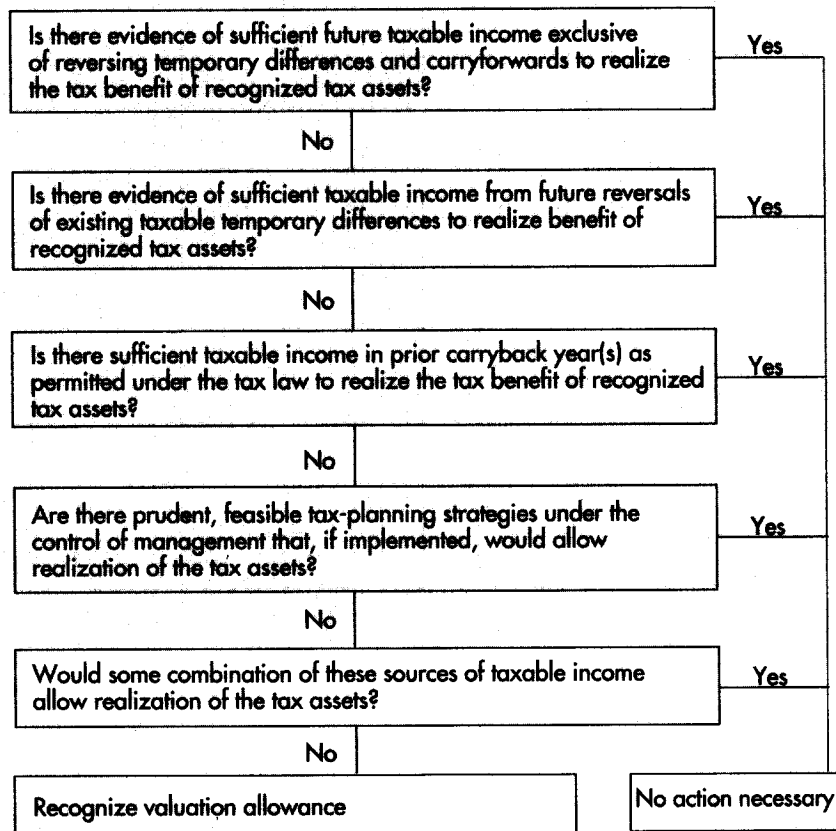 Is there evidence of sufficient future taxable income exclusive
of reversing temporary differences and carryforwards to realize
the tax benefit of recognized tax assets?
Yes
No
Is there evidence of sufficient taxable income from future reversals
of existing taxable temporary differences to realize benefit of
recognized tax assets?
Yes
No
Is there sufficient taxable income in prior carryback year(s) as
permitted under the tax law to realize the tax benefit of recognized
tax assets?
Yes
No
Are there prudent, feasible tax-planning strategies under the
control of management that, if implemented, would allow
realization of the tax assets?
Yes
No
Would some combination of these sources of taxable income
allow realization of the tax assets?
Yes
No
Recognize valuation allowance
No action necessary